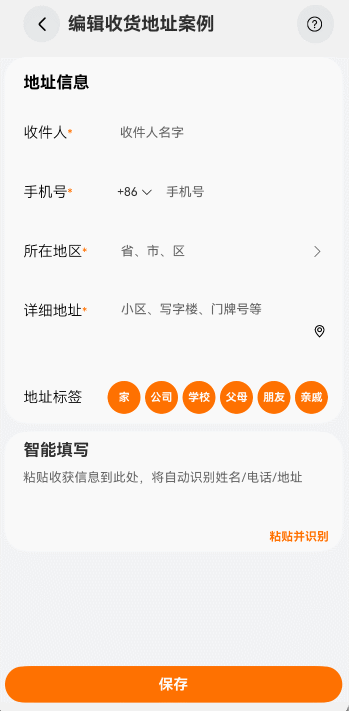 编辑收货地址案例
地址信息
收件人* 收件人名字
手机号* +86 手机号
所在地区* 省、市、区
详细地址* 小区、写字楼、门牌号等
地址标签 家 公司 学校 父母 朋友 亲戚
智能填写
粘贴收获信息到此处，将自动识别姓名/电话/地址
粘贴并识别
保存